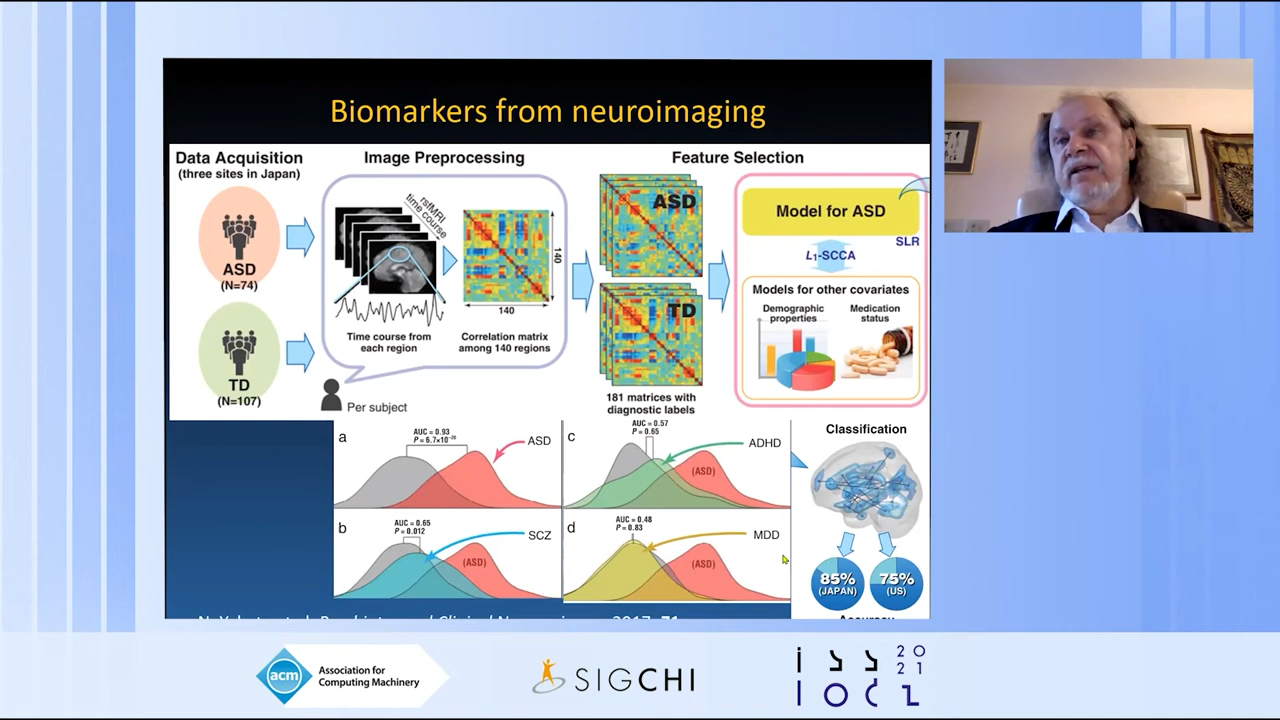 Biomarkers from neuroimaging
Data Acquisition
(three sites in Japan)
ASD
(N=74)
TD
(N=107)
Image Preprocessing
rsfMRI
time course
140
140
Time course from
each region
Correlation matrix
among 140 regions
Per subject
Feature Selection
ASD
TD
181 matrices with
diagnostic labels
Model for ASD
SLR
L1-SCCA
Models for other covariates
Demographic
properties
Medication
status
a
AUC = 0.93
ASD
b
AUC = 0.65
P = 0.012
SCZ
(ASD)
c
AUC = 0.57
P = 0.65
ADHD
(ASD)
d
AUC = 0.48
P = 0.83
MDD
(ASD)
Classification
85%
(JAPAN)
75%
(US)
acm
Association for
Computing Machinery
SIGCHI
iss
20
21